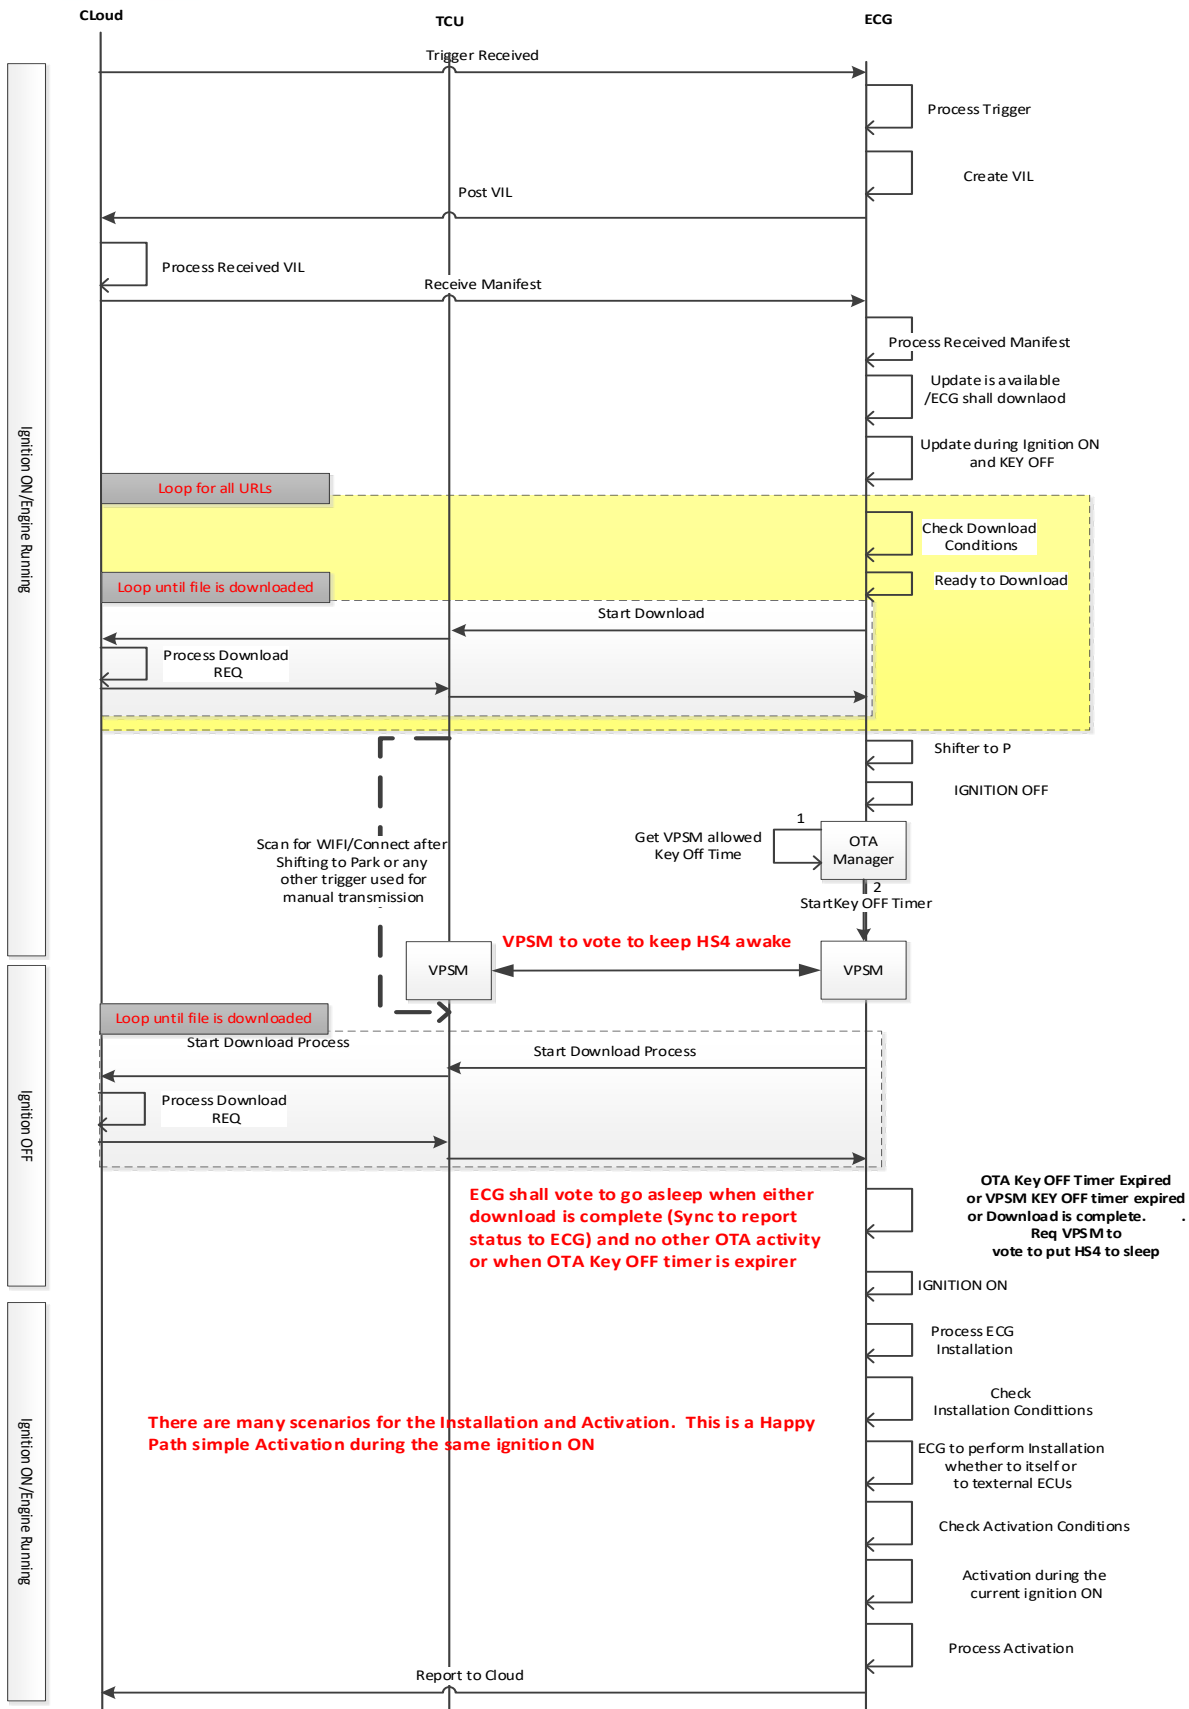 CLoud
TCU
ECG
Trigger Received
Process Trigger
Create VIL
Post VIL
Process Received VIL
Receive Manifest
Process Received Manifest
Update is available
/ECG shall downlaod
Update during Ignition ON
and KEY OFF
Ignition ON/Engine Running
Loop for all URLs
Check Download
Conditions
Loop until file is downloaded
Ready to Download
Start Download
Process Download
REQ
Shifter to P
IGNITION OFF
1
Get VPSM allowed
Key Off Time
OTA
Manager
Scan for WIFI/Connect after
Shifting to Park or any
other trigger used for
manual transmission
2
StartKey OFF Timer
VPSM to vote to keep HS4 awake
VPSM
VPSM
Loop until file is downloaded
Start Download Process
Start Download Process
Process Download
REQ
Ignition OFF
ECG shall vote to go asleep when either
download is complete (Sync to report
status to ECG) and no other OTA activity
or when OTA Key OFF timer is expirer
OTA Key OFF Timer Expired
or VPSM KEY OFF timer expired
or Download is complete. .
Req VPSM to
vote to put HS4 to sleep
IGNITION ON
Process ECG
Installation
Check
Installation Condittions
There are many scenarios for the Installation and Activation. This is a Happy
Path simple Activation during the same ignition ON
ECG to perform Installation
whether to itself or
to texternal ECUs
Ignition ON/Engine Running
Check Activation Conditions
Activation during the
current ignition ON
Process Activation
Report to Cloud